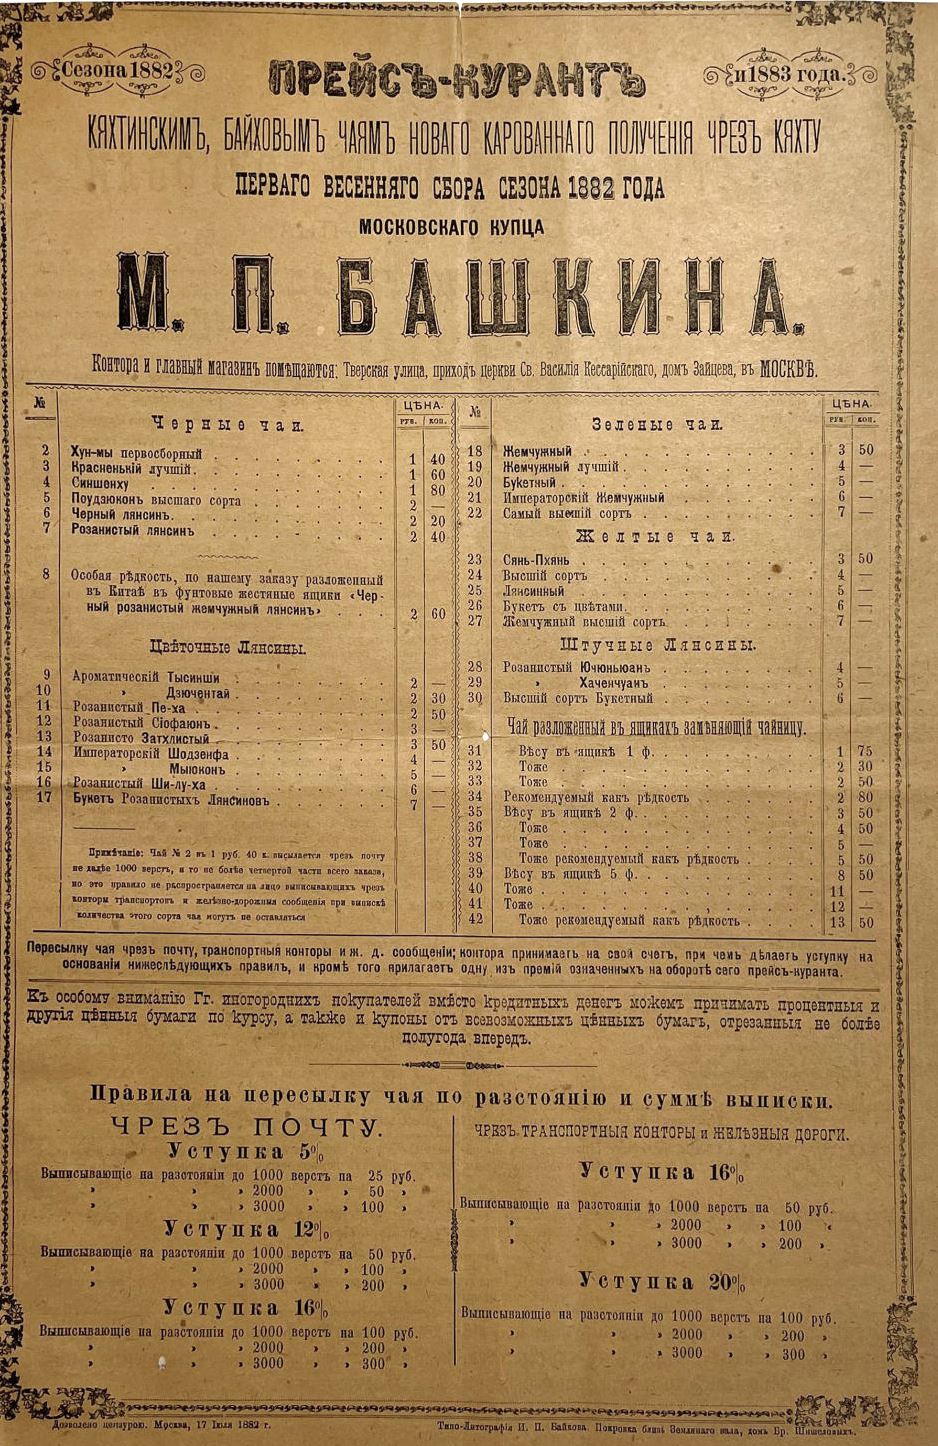 Сезона 1882
ПРЕЙСЪ-КУРАНТЪ
и 1883 года.
КЯХТИНСКИМЪ, БАЙХОВЫМЪ ЧАЯМЪ НОВАГО КАРОВАННАГО ПОЛУЧЕНІЯ ЧРЕЗЪ КЯХТУ
ПЕРВАГО ВЕСЕННЯГО СБОРА СЕЗОНА 1882 ГОДА
МОСКОВСКАГО КУПЦА
М. П. БАШКИНА.
Контора и главный магазинъ помѣщаются: Тверская улица, приходъ церкви Св. Василія Кессарійскаго, домъ Зайцева, въ МОСКВѢ.
№ ЦѢНА.
РУБ. КОП.
Черные чаи.
2 Хун-мы первосборный 1 40
3 Красненькій лучшій. 1 60
4 Синшенху 1 80
5 Поудзюконъ высшаго сорта 2 —
6 Черный лянсинъ. 2 20
7 Розанистый лянсинъ 2 40
8 Особая рѣдкость, по нашему заказу разложенный
въ Китаѣ въ фунтовые жестяные ящики «Чер-
ный розанистый жемчужный лянсинъ» 2 60
Цвѣточные Лянсины.
9 Ароматическій Тысиншi 2 —
10 » Дзючентай 2 30
11 Розанистый Пе-ха 2 50
12 Розанистый Сіофаюнъ 3 —
13 Розанисто Затхлистый 3 50
14 Императорскій Шодзенфа 4 —
15 » Мыюконъ 5 —
16 Розанистый Ши-лу-ха 6 —
17 Букетъ Розанистыхъ Лянсиновъ 7 —
Примѣчаніе: Чай № 2 въ 1 руб. 40 к. высылается чрезъ почту
не далѣе 1000 верстъ, и то не болѣе четвертой части всего заказа,
но это правило не распространяется на лицо выписывающихъ чрезъ
конторы транспортовъ и желѣзно-дорожныя сообщенія при выпискѣ
количества этого сорта чая могутъ не оставляться
№ ЦѢНА.
РУБ. КОП.
Зеленые чаи.
18 Жемчужный 3 50
19 Жемчужный лучшій 4 —
20 Букетный 5 —
21 Императорскій Жемчужный 6 —
22 Самый высшій сортъ 7 —
Желтые чаи.
23 Сянь-Пхянь 3 50
24 Высшій сортъ 4 —
25 Лянсинный 5 —
26 Букетъ съ цвѣтами 6 —
27 Жемчужный высшій сортъ 7 —
Штучные Лянсины.
28 Розанистый Ючюньюанъ 4 —
29 » Хаченчуанъ 5 —
30 Высшій сортъ Букетный 6 —
Чай разложенный въ ящикахъ замѣняющій чайницу.
31 Вѣсу въ ящикѣ 1 ф. 1 75
32 Тоже 2 30
33 Тоже 2 50
34 Рекомендуемый какъ рѣдкость 2 80
35 Вѣсу въ ящикѣ 2 ф. 3 50
36 Тоже 4 50
37 Тоже 5 —
38 Тоже рекомендуемый какъ рѣдкость 5 50
39 Вѣсу въ ящикѣ 5 ф. 8 50
40 Тоже 11 —
41 Тоже 12 —
42 Тоже рекомендуемый какъ рѣдкость 13 50
Пересылку чая чрезъ почту, транспортныя конторы и ж. д. сообщеніи; контора принимаетъ на свой счетъ, при чемъ дѣлаетъ уступку на
основаніи нижеслѣдующихъ правилъ, и кромѣ того прилагаетъ одну изъ премій означенныхъ на оборотѣ сего прейсъ-куранта.
Къ особому вниманію Гг. иногороднихъ покупателей вмѣсто кредитныхъ денегъ можемъ принимать процентныя и
другія цѣнныя бумаги по курсу, а также и купоны отъ всевозможныхъ цѣнныхъ бумагъ, отрезанныя не болѣе
полугода впередъ.
Правила на пересылку чая по разстоянію и суммѣ выписки.
ЧРЕЗЪ ПОЧТУ.
Уступка 5%
Выписывающіе на разстояніи до 1000 верстъ на 25 руб.
» » » 2000 » » 50 »
» » » 3000 » » 100 »
Уступка 12%
Выписывающіе на разстояніи до 1000 верстъ на 50 руб.
» » » 2000 » » 100 »
» » » 3000 » » 200 »
Уступка 16%
Выписывающіе на разстояніи до 1000 верстъ на 100 руб.
» » » 2000 » » 200 »
» » » 3000 » » 300 »
ЧРЕЗЪ ТРАНСПОРТНЫЯ КОНТОРЫ и ЖЕЛѢЗНЫЯ ДОРОГИ.
Уступка 16%
Выписывающіе на разстояніи до 1000 верстъ на 50 руб.
» » 2000 » » 100 »
» » 3000 » » 200 »
Уступка 20%
Выписывающіе на разстояніи до 1000 верстъ на 100 руб.
» » 2000 » » 200 »
» » 3000 » » 300 »
Дозволено цензурою. Москва, 17 Іюля 1882 г.
Типо-Литографія И. П. Байкова. Покровка близь Землянаго вала, домъ Бр. Шишеловыхъ.